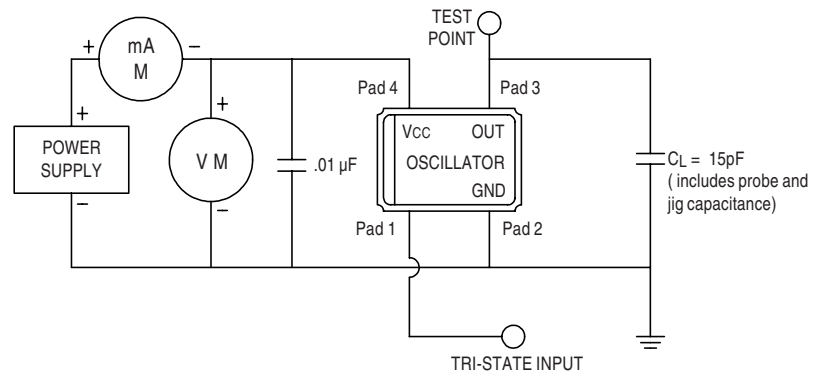 TEST
POINT
+
mA
M
−
Pad 4
Pad 3
+
POWER
SUPPLY
−
+
V M
−
.01 µF
VCC
OUT
OSCILLATOR
GND
CL = 15pF
( includes probe and
jig capacitance)
Pad 1
Pad 2
TRI-STATE INPUT